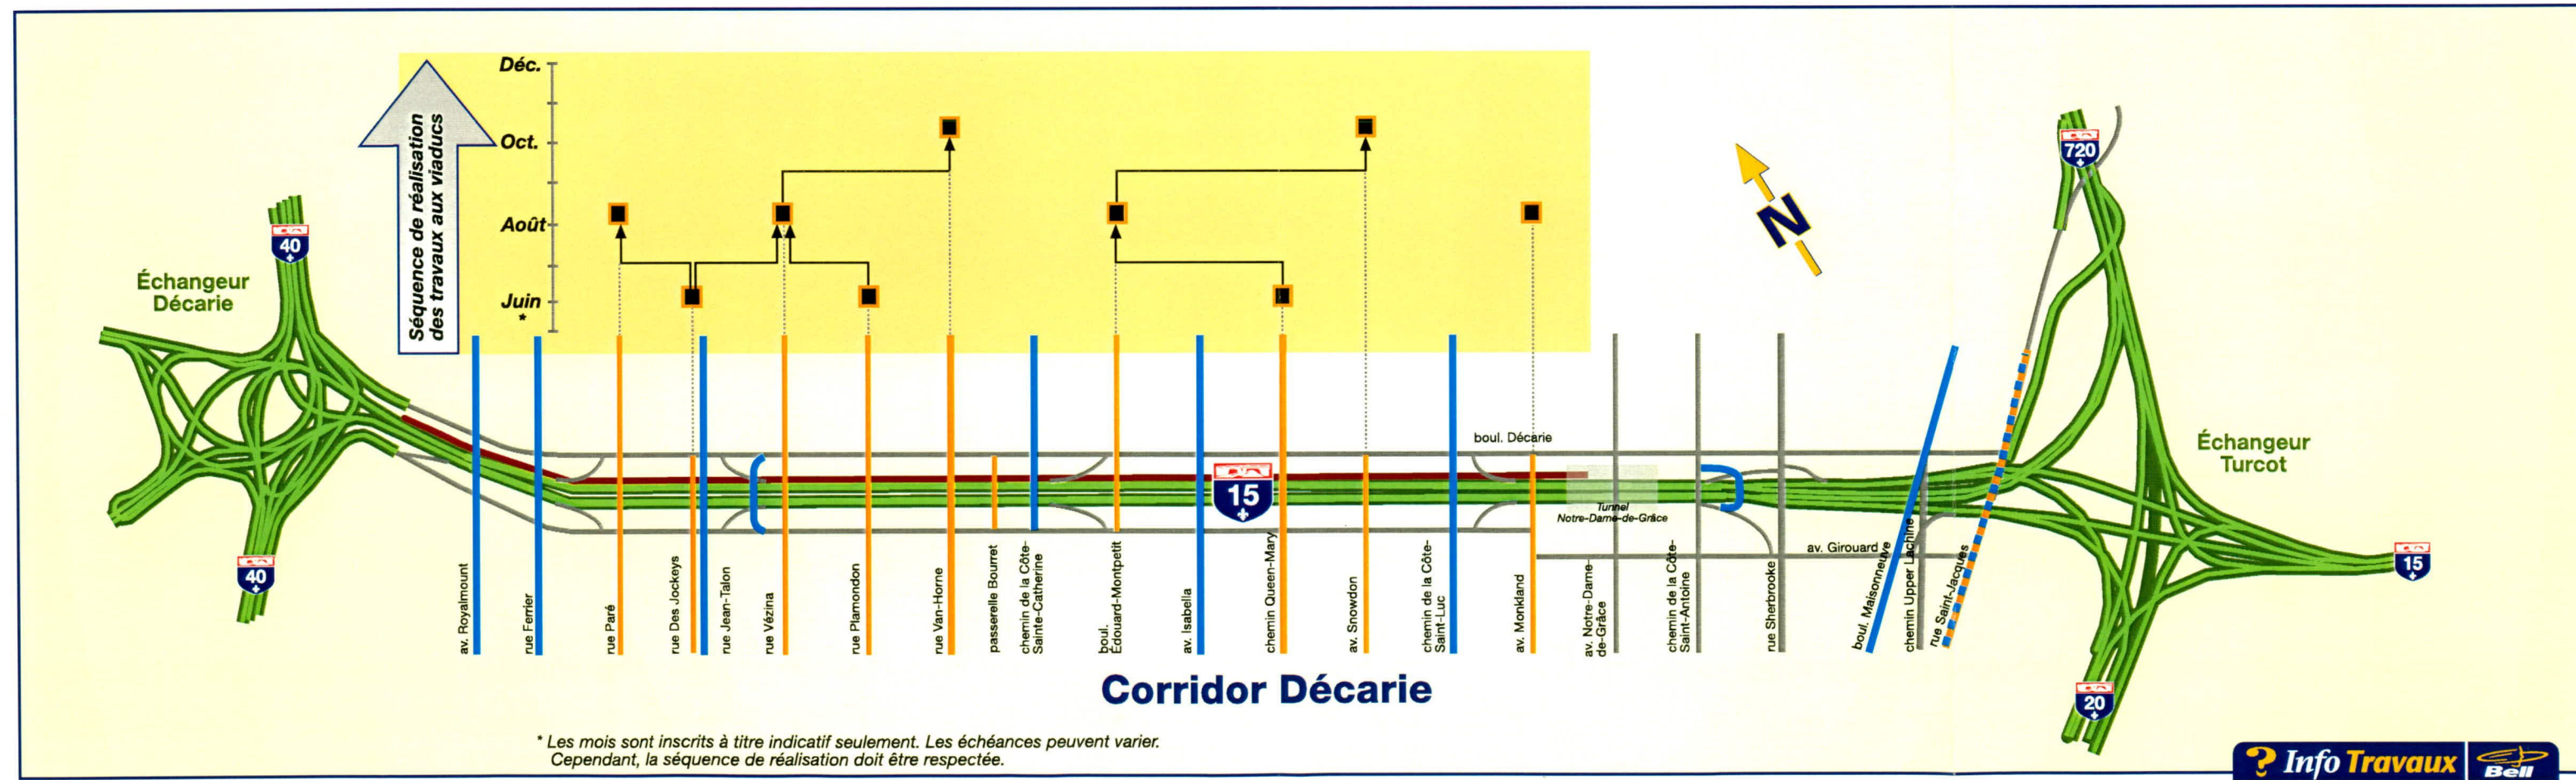 Séquence de réalisation
des travaux aux viaducs
Déc.
Oct.
Août
Juin
*
N
40
Échangeur
Décarie
40
720
Échangeur
Turcot
15
20
15
boul. Décarie
Tunnel
Notre-Dame-de-Grâce
av. Girouard
av. Royalmount
rue Ferrier
rue Paré
rue Des Jockeys
rue Jean-Talon
rue Vézina
rue Plamondon
rue Van-Horne
passerelle Bourret
chemin de la Côte-
Sainte-Catherine
boul.
Édouard-Montpetit
av. Isabella
chemin Queen-Mary
av. Snowdon
chemin de la Côte-
Saint-Luc
av. Monkland
av. Notre-Dame-
de-Grâce
chemin de la Côte-
Saint-Antoine
rue Sherbrooke
boul. Maisonneuve
chemin Upper Lachine
rue Saint-Jacques
Corridor Décarie
* Les mois sont inscrits à titre indicatif seulement. Les échéances peuvent varier.
Cependant, la séquence de réalisation doit être respectée.
? Info Travaux
Bell